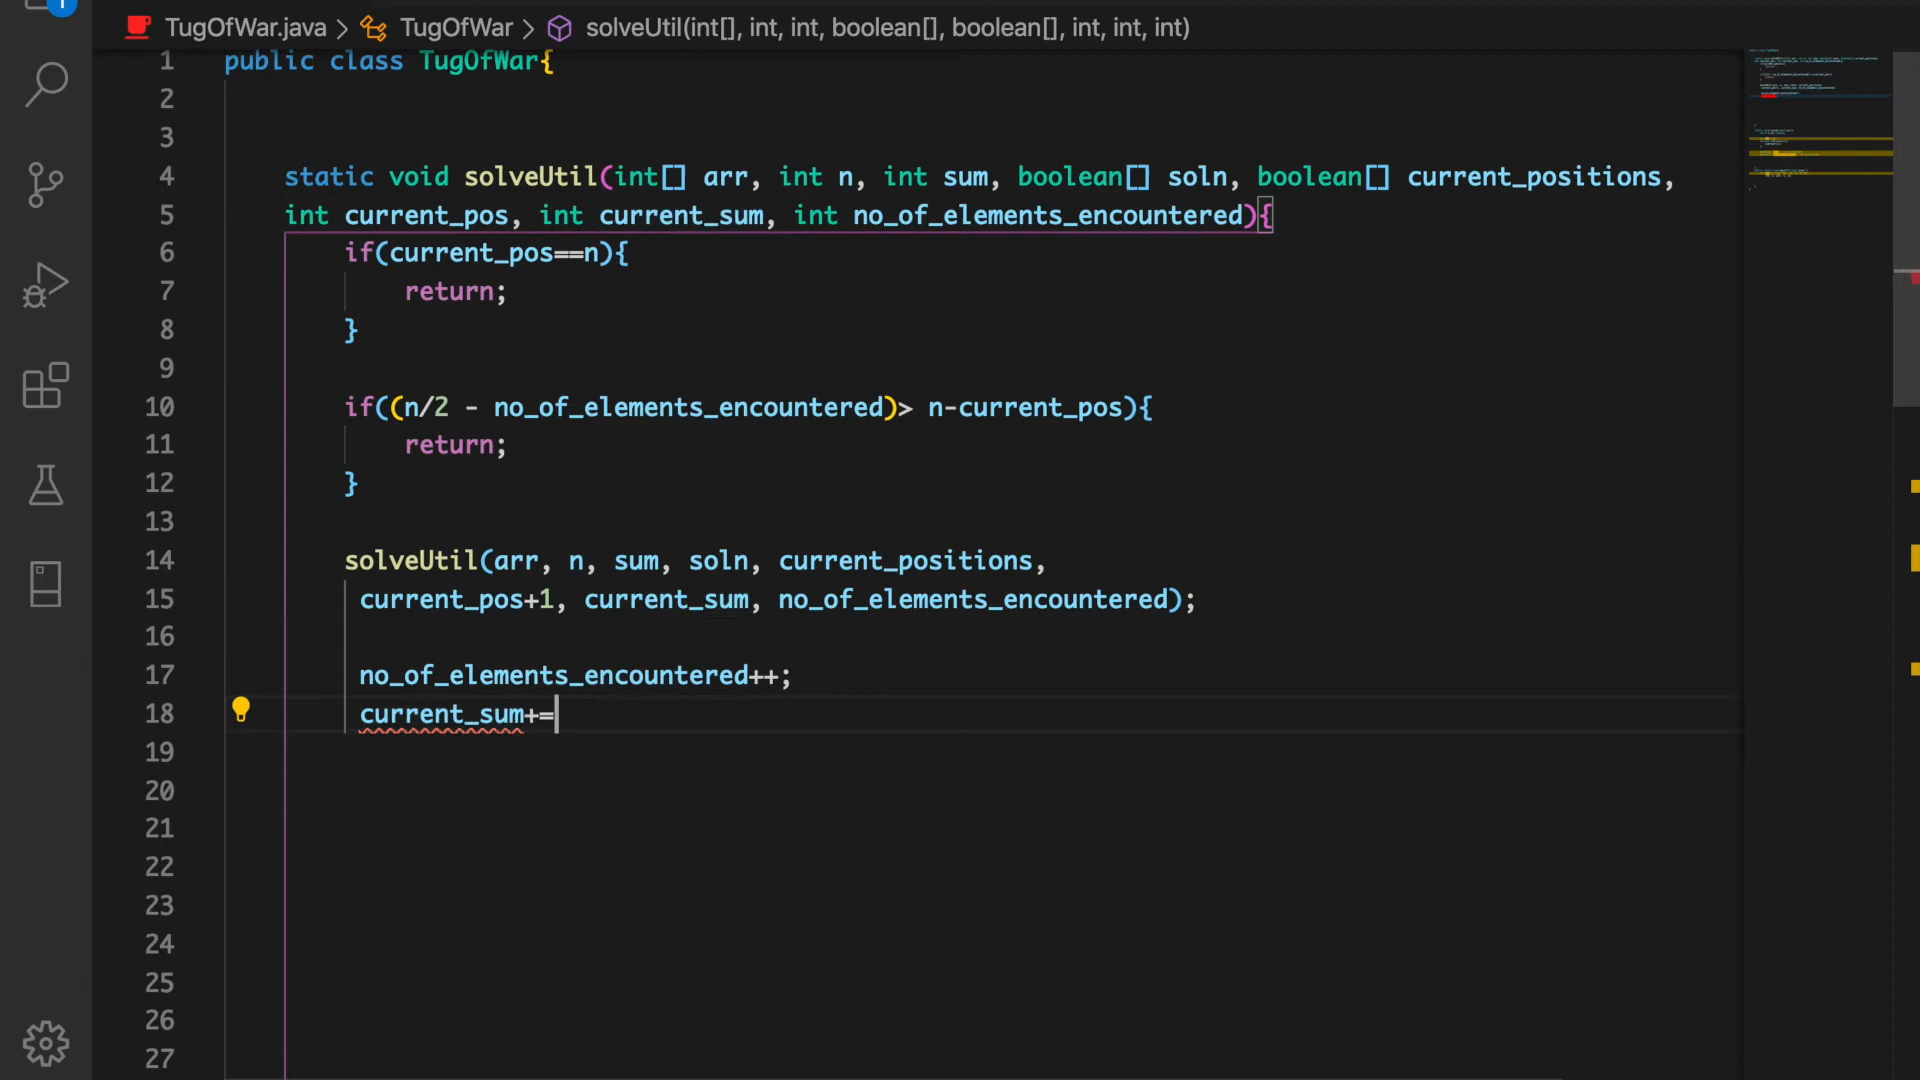 1
TugOfWar.java > TugOfWar > solveUtil(int[], int, int, boolean[], boolean[], int, int, int)
1 public class TugOfWar{
2
3
4 static void solveUtil(int[] arr, int n, int sum, boolean[] soln, boolean[] current_positions,
5 int current_pos, int current_sum, int no_of_elements_encountered){
6 if(current_pos==n){
7 return;
8 }
9
10 if((n/2 - no_of_elements_encountered)> n-current_pos){
11 return;
12 }
13
14 solveUtil(arr, n, sum, soln, current_positions,
15 current_pos+1, current_sum, no_of_elements_encountered);
16
17 no_of_elements_encountered++;
18 current_sum+=
19
20
21
22
23
24
25
26
27